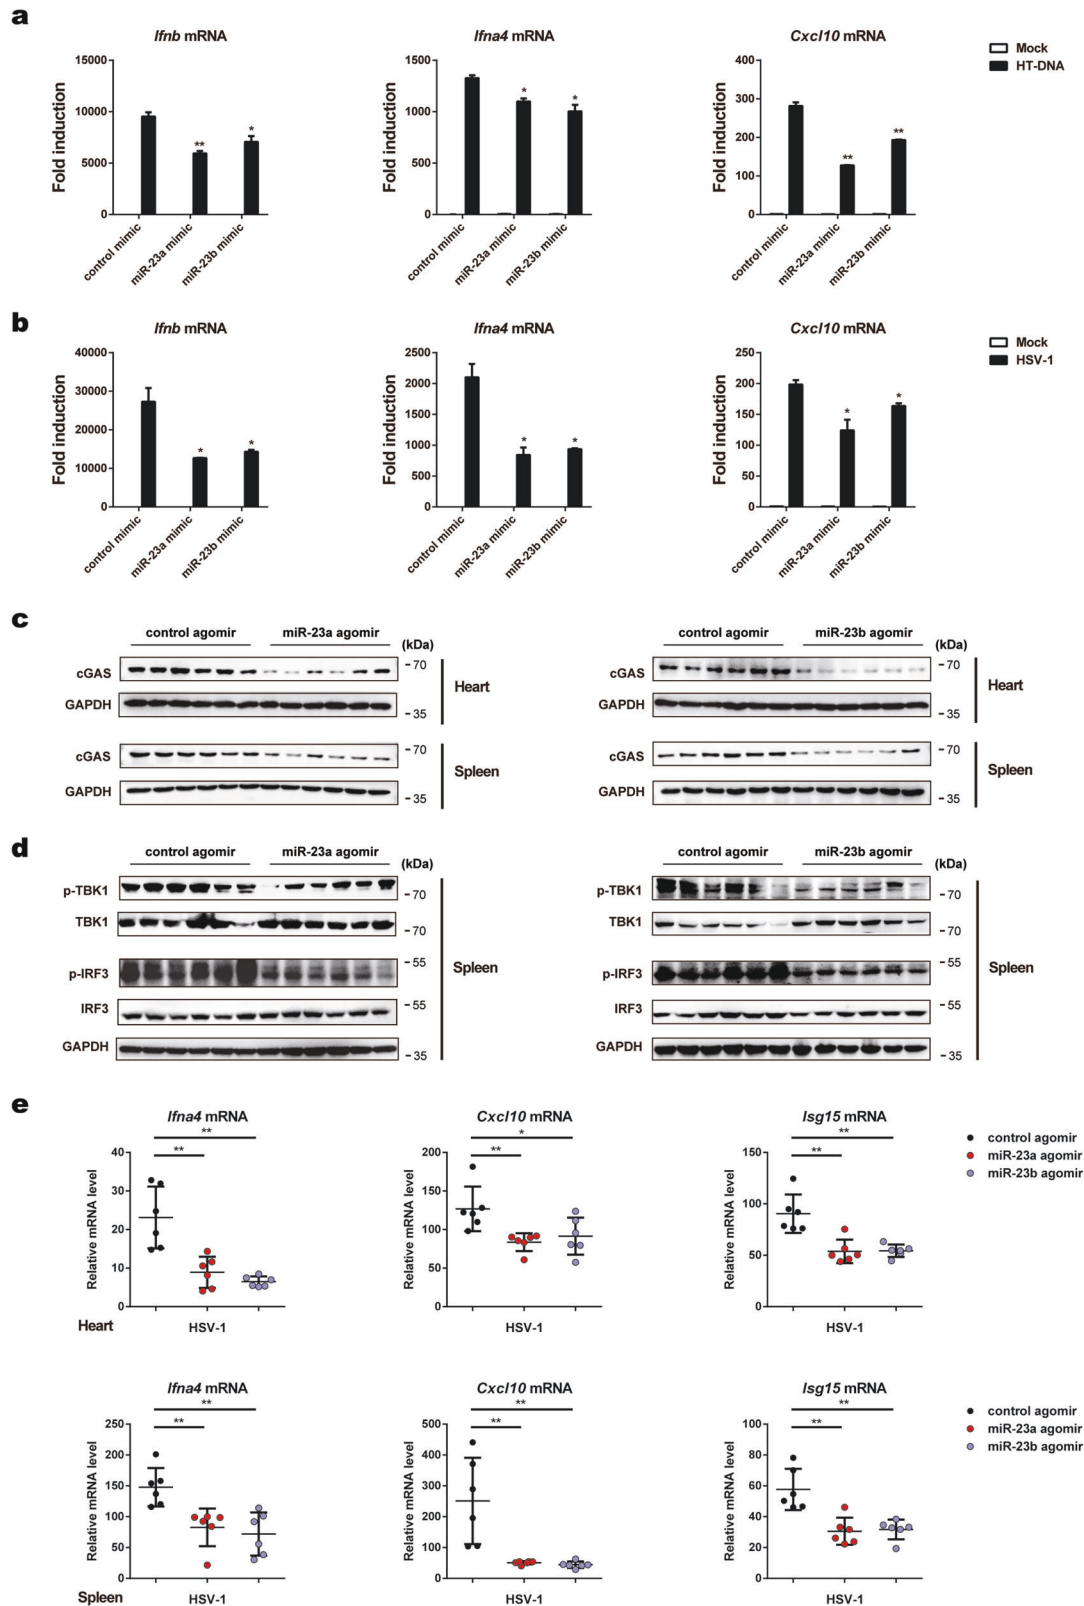 a
Ifnb mRNA
Ifna4 mRNA
Cxcl10 mRNA
Mock
HT-DNA
Fold induction
15000
10000
5000
0
control mimic
miR-23a mimic
miR-23b mimic
**
*
Fold induction
1500
1000
500
0
control mimic
miR-23a mimic
miR-23b mimic
*
*
Fold induction
400
300
200
100
0
control mimic
miR-23a mimic
miR-23b mimic
**
**
b
Ifnb mRNA
Ifna4 mRNA
Cxcl10 mRNA
Mock
HSV-1
Fold induction
40000
30000
20000
10000
0
control mimic
miR-23a mimic
miR-23b mimic
*
*
Fold induction
2500
2000
1500
1000
500
0
control mimic
miR-23a mimic
miR-23b mimic
*
*
Fold induction
250
200
150
100
50
0
control mimic
miR-23a mimic
miR-23b mimic
*
*
c
control agomir miR-23a agomir (kDa)
cGAS - 70
GAPDH - 35
Heart
cGAS - 70
GAPDH - 35
Spleen
control agomir miR-23b agomir (kDa)
cGAS - 70
GAPDH - 35
Heart
cGAS - 70
GAPDH - 35
Spleen
d
control agomir miR-23a agomir (kDa)
p-TBK1 - 70
TBK1 - 70
p-IRF3 - 55
IRF3 - 55
GAPDH - 35
Spleen
control agomir miR-23b agomir (kDa)
p-TBK1 - 70
TBK1 - 70
p-IRF3 - 55
IRF3 - 55
GAPDH - 35
Spleen
e
Ifna4 mRNA
**
**
Relative mRNA level
40
30
20
10
0
HSV-1
Heart
Cxcl10 mRNA
*
**
Relative mRNA level
200
150
100
50
0
HSV-1
Isg15 mRNA
**
**
Relative mRNA level
150
100
50
0
HSV-1
control agomir
miR-23a agomir
miR-23b agomir
Ifna4 mRNA
**
**
Relative mRNA level
250
200
150
100
50
0
HSV-1
Spleen
Cxcl10 mRNA
**
**
Relative mRNA level
500
400
300
200
100
0
HSV-1
Isg15 mRNA
**
**
Relative mRNA level
100
80
60
40
20
0
HSV-1
control agomir
miR-23a agomir
miR-23b agomir